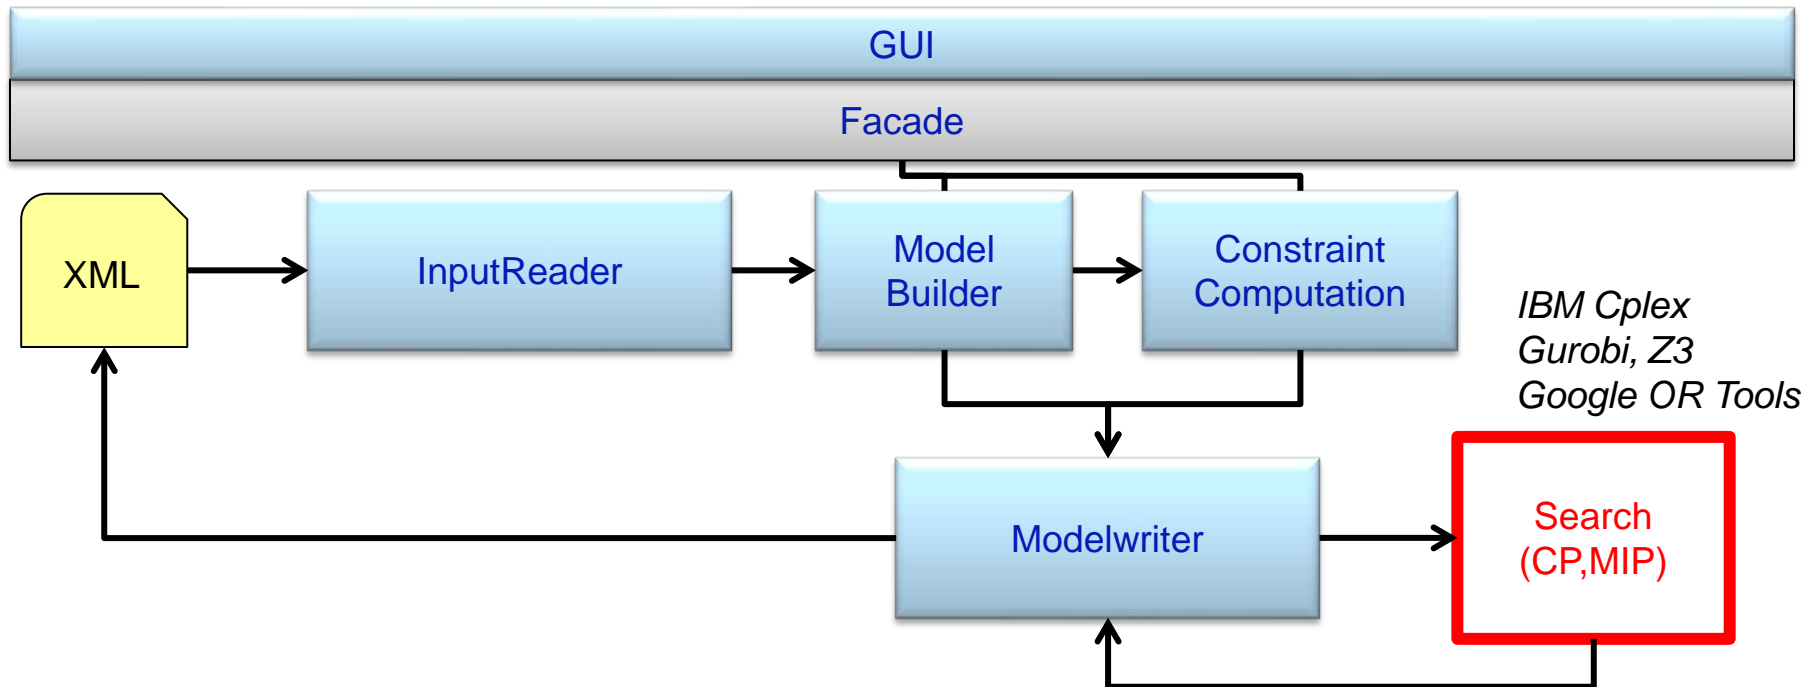 GUI
Facade
XML
InputReader
Model
Builder
Constraint
Computation
IBM Cplex
Gurobi, Z3
Google OR Tools
Modelwriter
Search
(CP,MIP)